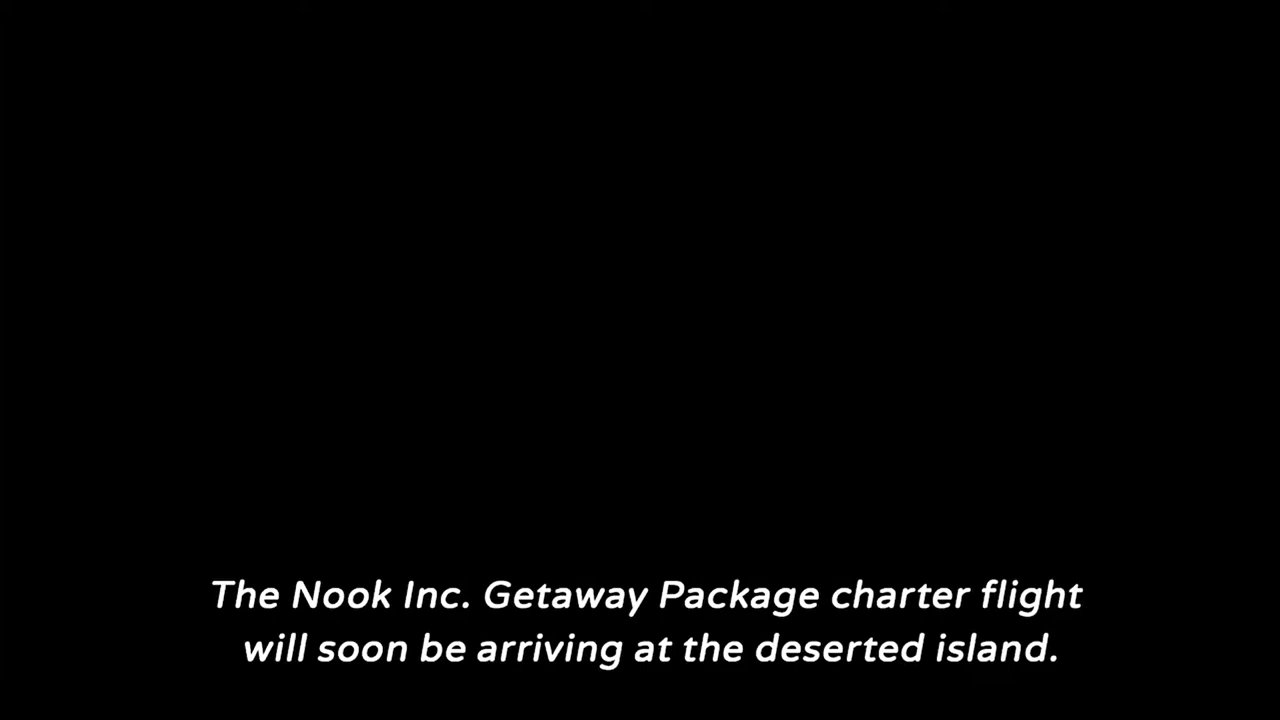 The Nook Inc. Getaway Package charter flight
will soon be arriving at the deserted island.